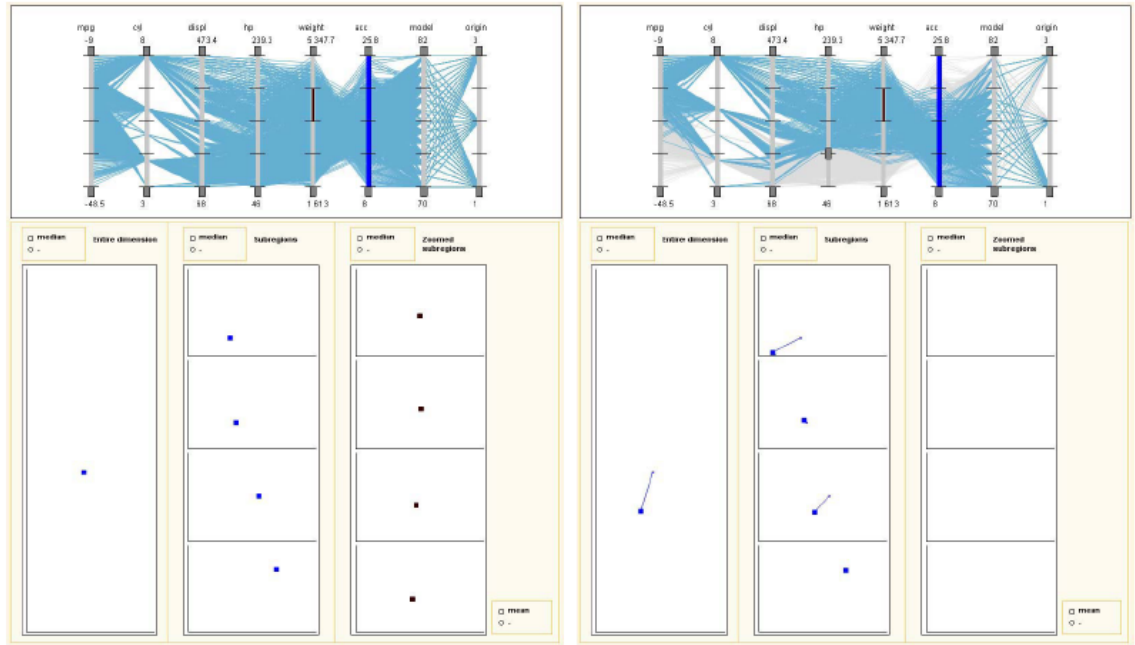 mpg cyl displ hp weight acc model origin
-9 8 473.4 239.3 5 347.7 25.8 82 3
-48.5 3 68 46 1 613 8 70 1
median
-
Entire dimension
median
-
Subregions
median
-
Zoomed
subregions
mean
-
mpg cyl displ hp weight acc model origin
-9 8 473.4 239.3 5 347.7 25.8 82 3
-48.5 3 68 46 1 613 8 70 1
median
-
Entire dimension
median
-
Subregions
median
-
Zoomed
subregions
mean
-